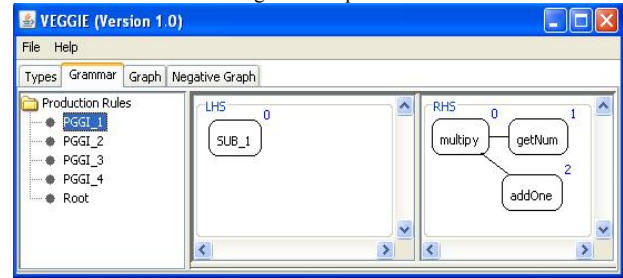 VEGGIE (Version 1.0)
File Help
Types Grammar Graph Negative Graph
Production Rules
PGGI_1
PGGI_2
PGGI_3
PGGI_4
Root
LHS
0
SUB_1
RHS
0 1
multipy getNum
2
addOne